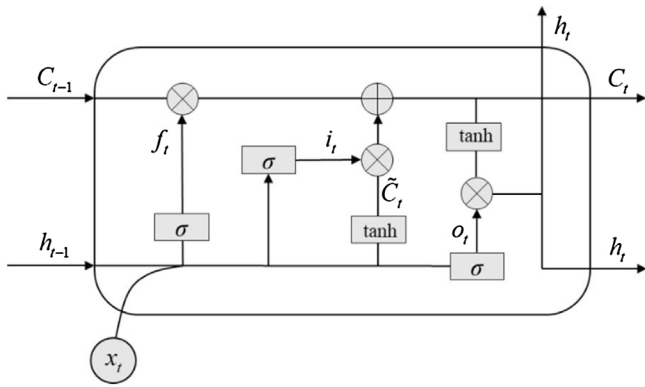 h_t
C_{t-1}
C_t
f_t
σ
i_t
tanh
C̃_t
σ
tanh
o_t
h_{t-1}
σ
h_t
x_t